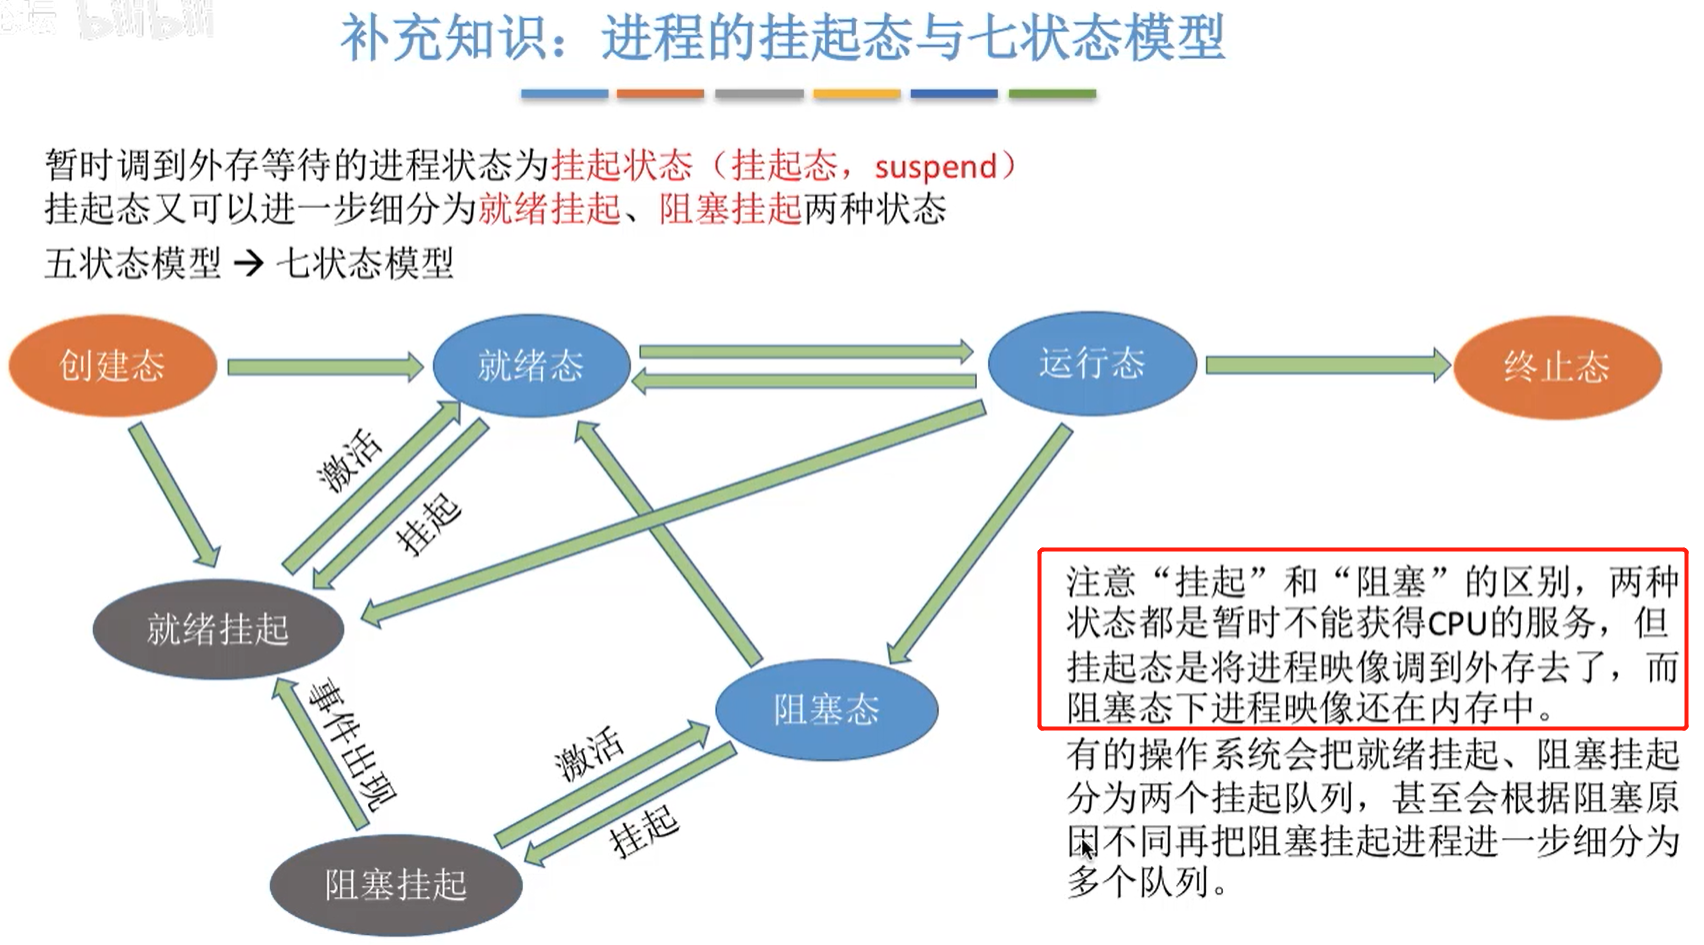 bilibili
补充知识：进程的挂起态与七状态模型
暂时调到外存等待的进程状态为挂起状态（挂起态，suspend）
挂起态又可以进一步细分为就绪挂起、阻塞挂起两种状态
五状态模型 → 七状态模型
创建态
就绪态
运行态
终止态
激活
挂起
就绪挂起
事件出现
阻塞态
激活
挂起
阻塞挂起
注意“挂起”和“阻塞”的区别，两种
状态都是暂时不能获得CPU的服务，但
挂起态是将进程映像调到外存去了，而
阻塞态下进程映像还在内存中。
有的操作系统会把就绪挂起、阻塞挂起
分为两个挂起队列，甚至会根据阻塞原
因不同再把阻塞挂起进程进一步细分为
多个队列。